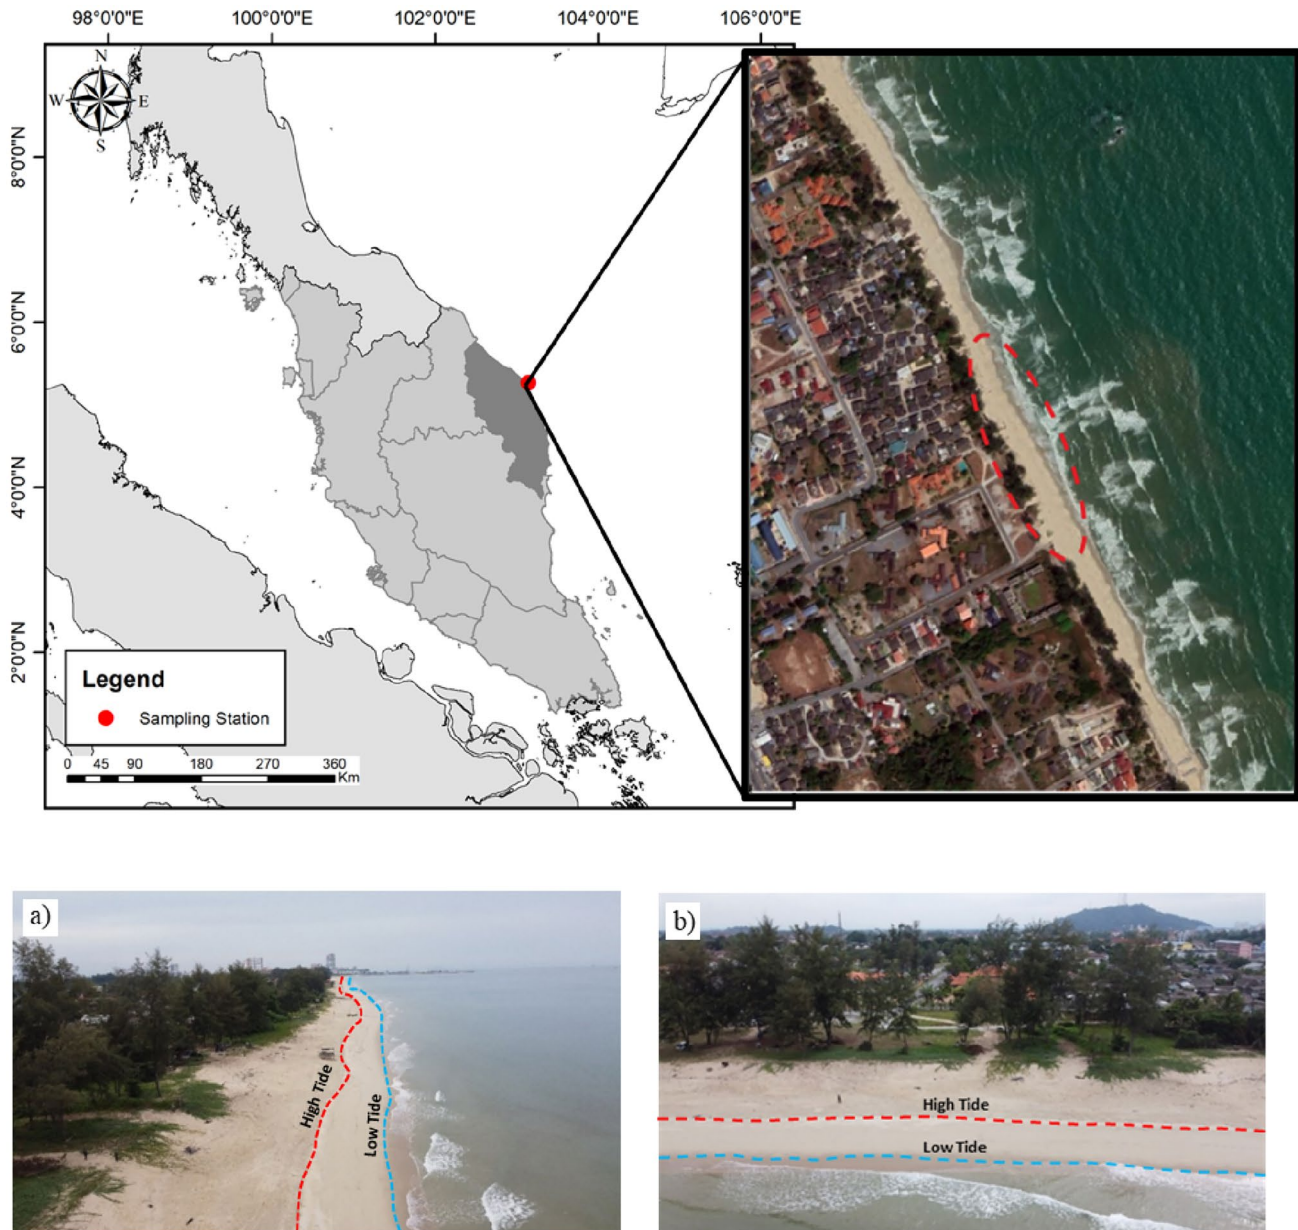 98°0'0"E 100°0'0"E 102°0'0"E 104°0'0"E 106°0'0"E
N
W E
S
8°0'0"N
6°0'0"N
4°0'0"N
2°0'0"N
Legend
Sampling Station
0 45 90 180 270 360
Km
a)
High Tide
Low Tide
b)
High Tide
Low Tide